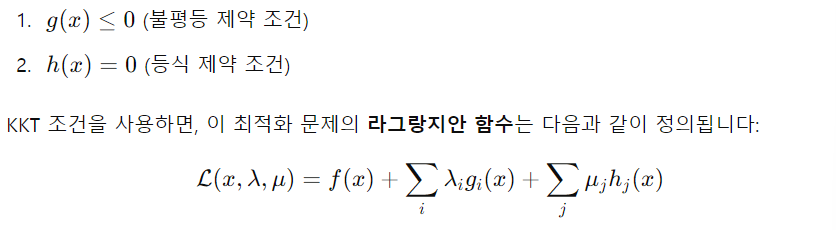 1. g(x) ≤ 0 (불평등 제약 조건)
2. h(x) = 0 (등식 제약 조건)
KKT 조건을 사용하면, 이 최적화 문제의 라그랑지안 함수는 다음과 같이 정의됩니다:
ℒ(x, λ, μ) = f(x) + ∑_i λ_i g_i(x) + ∑_j μ_j h_j(x)